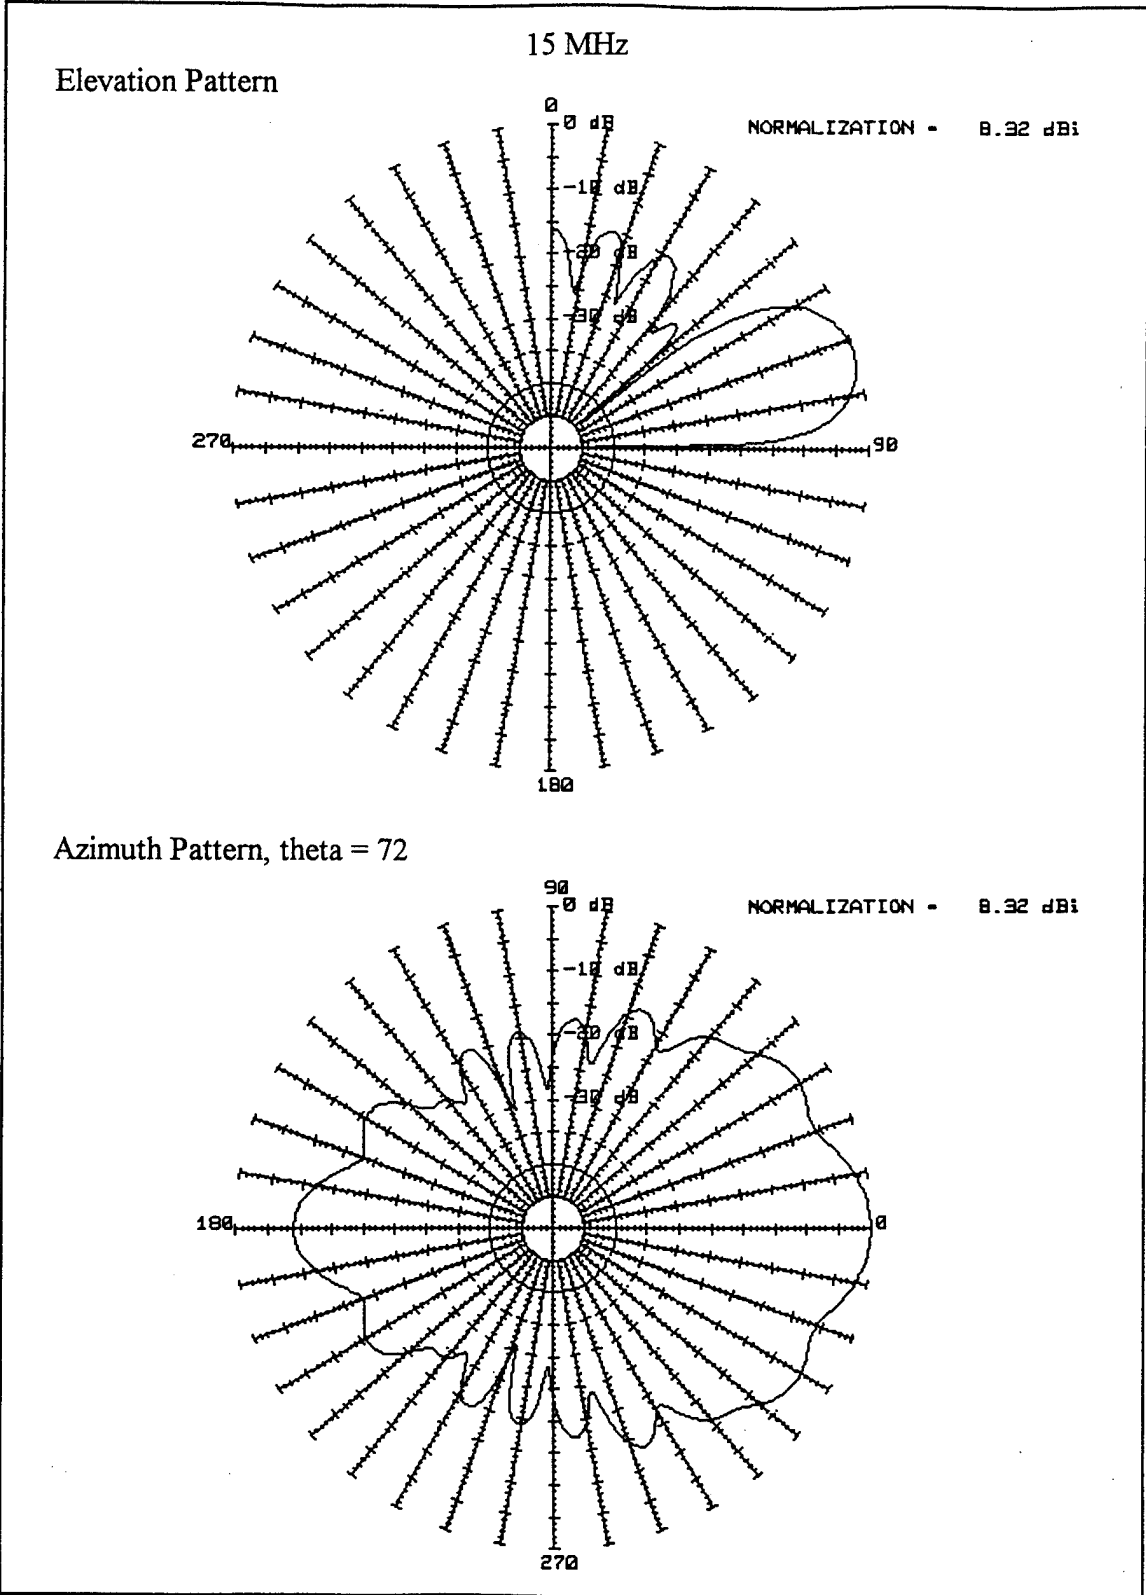 15 MHz
Elevation Pattern
0
0 dB
NORMALIZATION = 8.32 dBi
-10 dB
-20 dB
-30 dB
270
90
180
Azimuth Pattern, theta = 72
90
0 dB
NORMALIZATION = 8.32 dBi
-10 dB
-20 dB
-30 dB
180
0
270